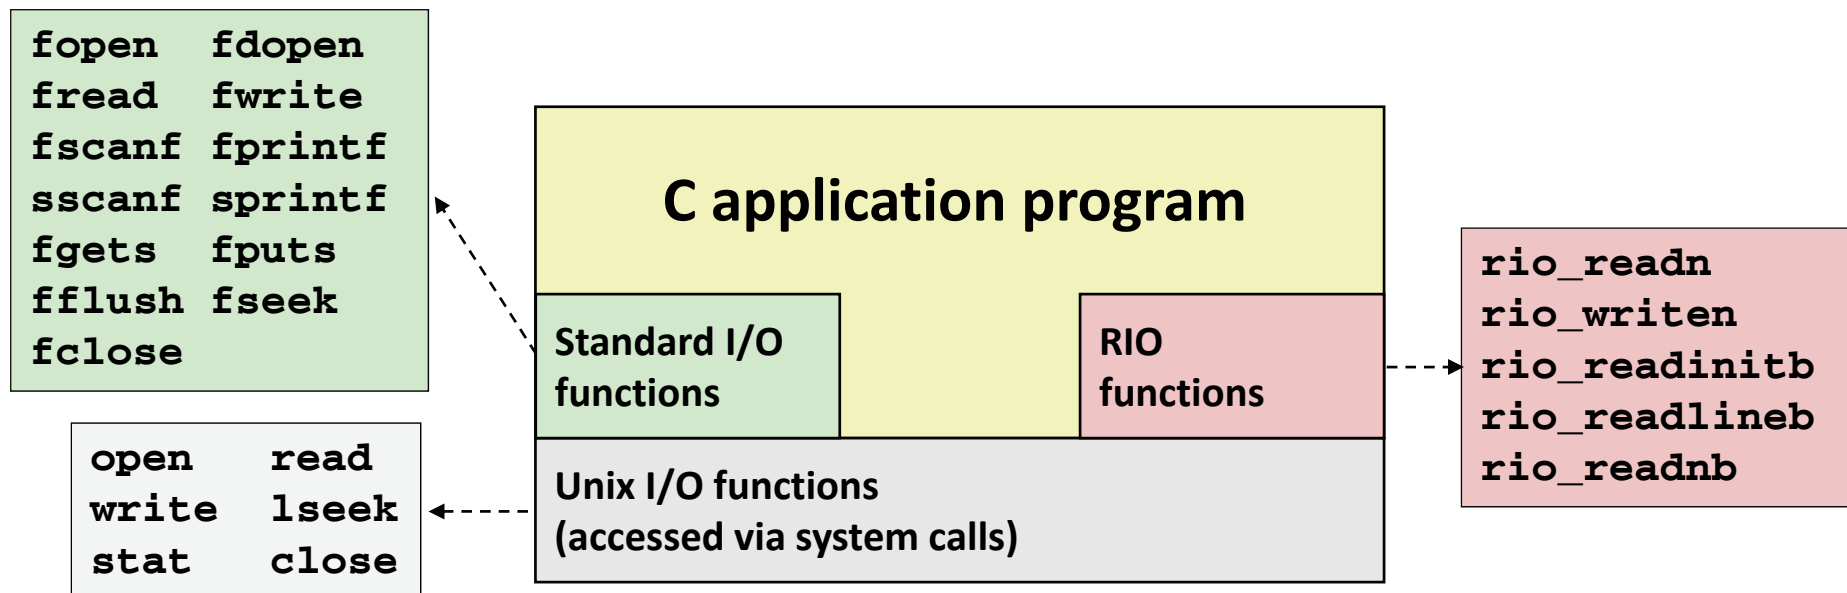 fopen fdopen
fread fwrite
fscanf fprintf
sscanf sprintf
fgets fputs
fflush fseek
fclose
C application program
Standard I/O
functions
RIO
functions
rio_readn
rio_writen
rio_readinitb
rio_readlineb
rio_readnb
open read
write lseek
stat close
Unix I/O functions
(accessed via system calls)